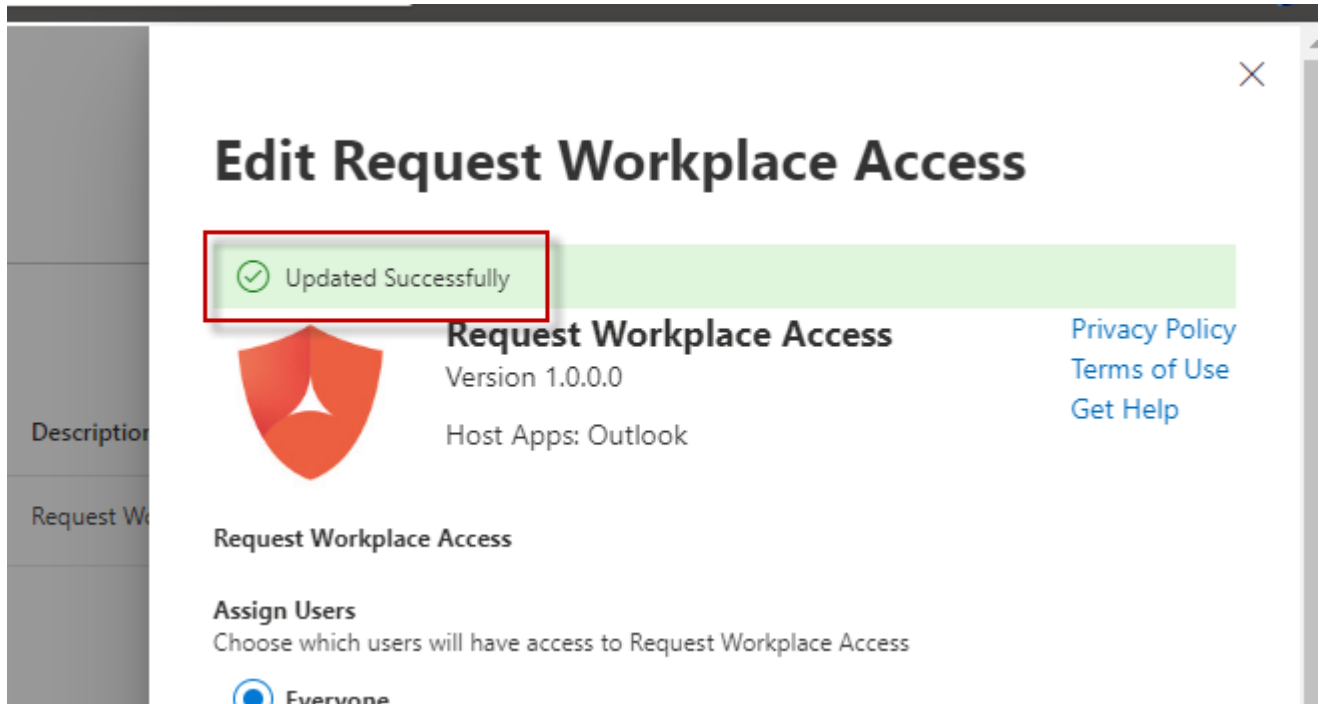 Edit Request Workplace Access
Updated Successfully
Request Workplace Access
Version 1.0.0.0
Host Apps: Outlook
Privacy Policy
Terms of Use
Get Help
Description
Request Wo
Request Workplace Access
Assign Users
Choose which users will have access to Request Workplace Access
Everyone